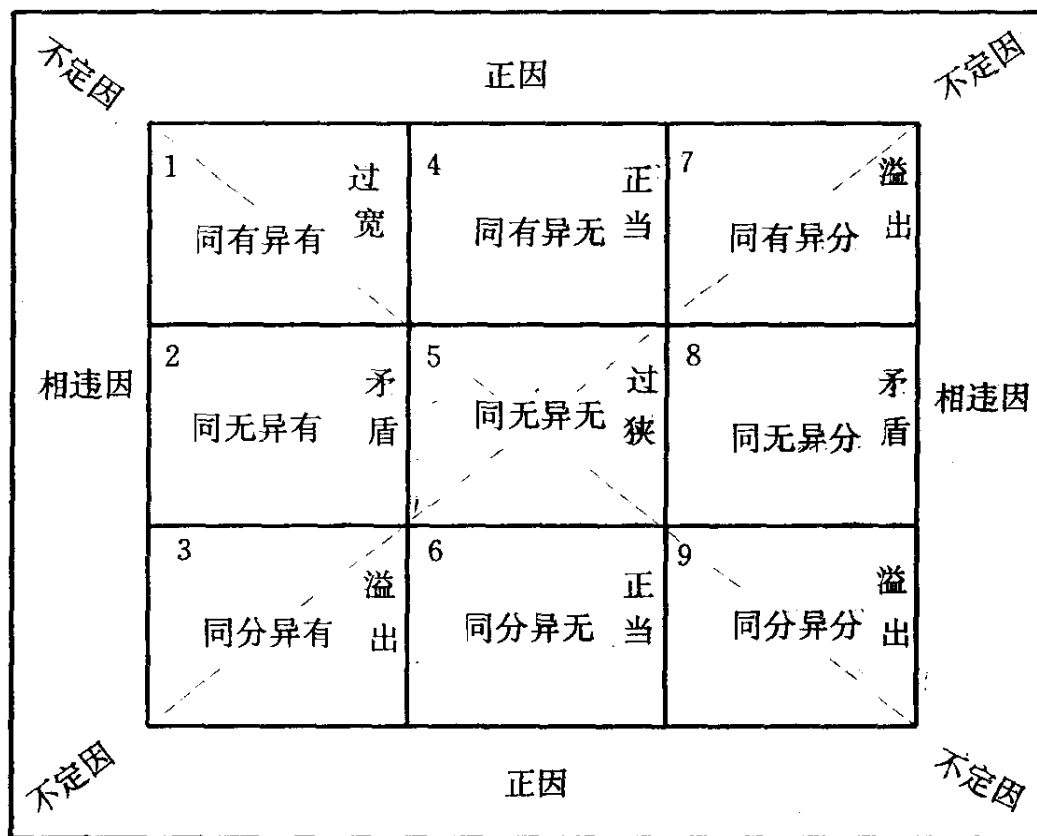 不定因
正因
不定因
1
过宽
同有异有
4
正当
同有异无
7
溢出
同有异分
相违因
2
矛盾
同无异有
5
过狭
同无异无
8
矛盾
同无异分
相违因
3
溢出
同分异有
6
正当
同分异无
9
溢出
同分异分
不定因
正因
不定因